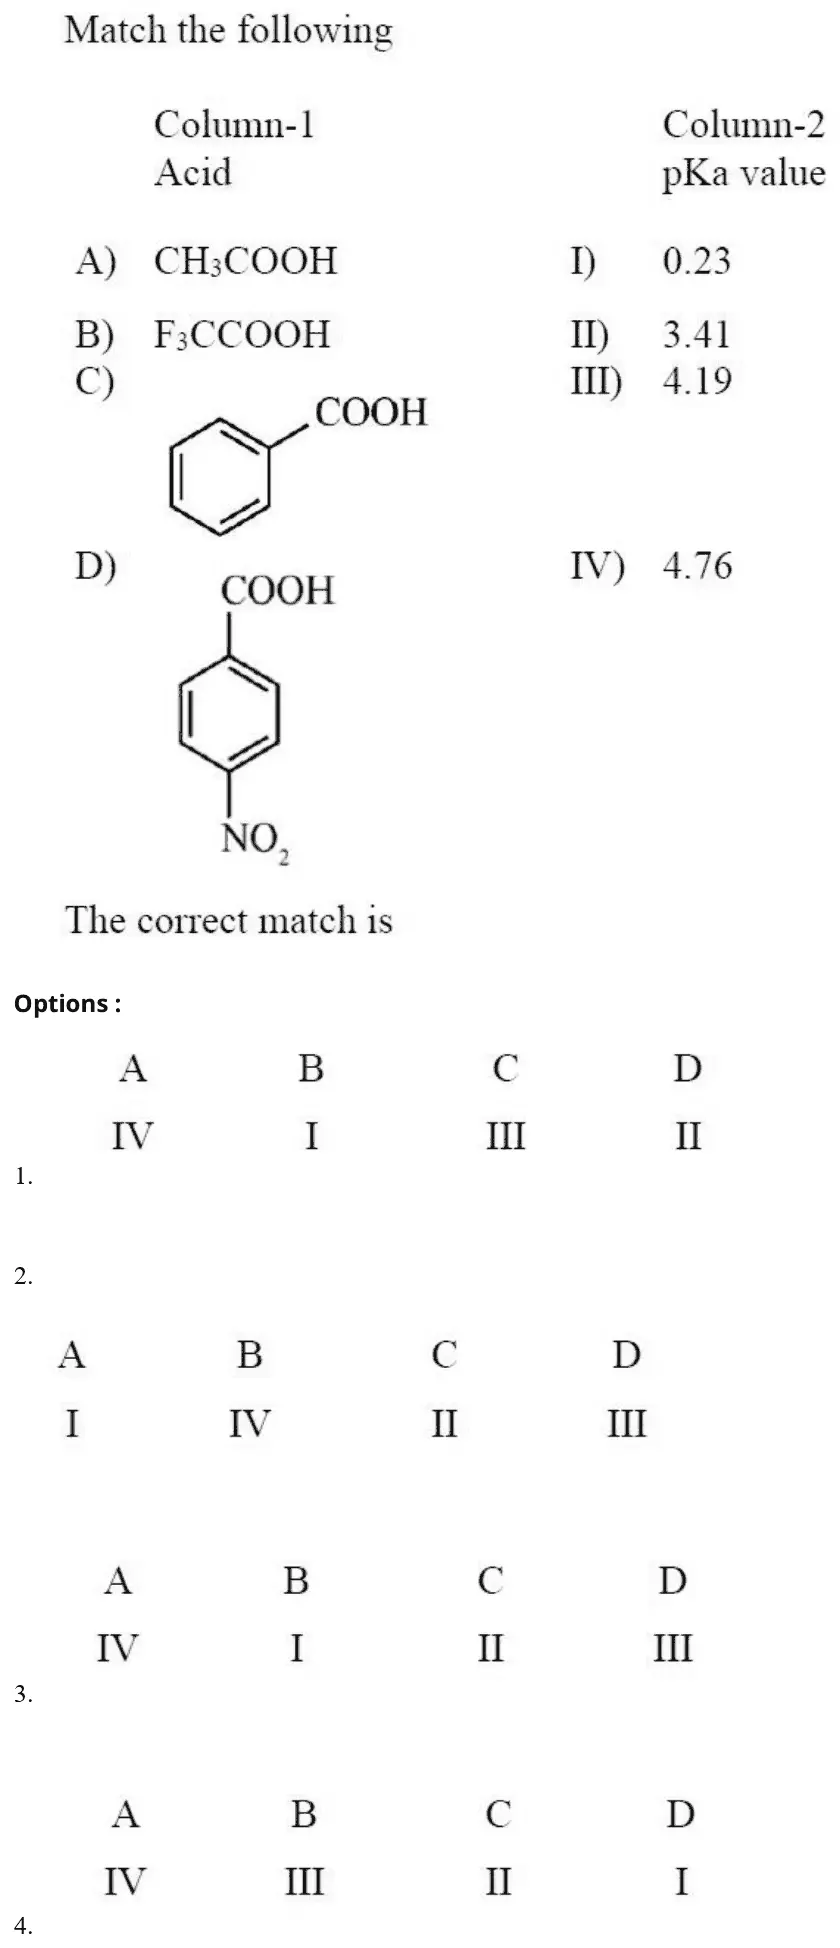 Match the following
Column-1 Column-2
Acid pKa value
A) CH₃COOH I) 0.23
B) F₃CCOOH II) 3.41
C) III) 4.19
COOH
D) IV) 4.76
COOH
NO₂
The correct match is
Options :
A B C D
IV I III II
1.
2.
A B C D
I IV II III
A B C D
IV I II III
3.
A B C D
IV III II I
4.